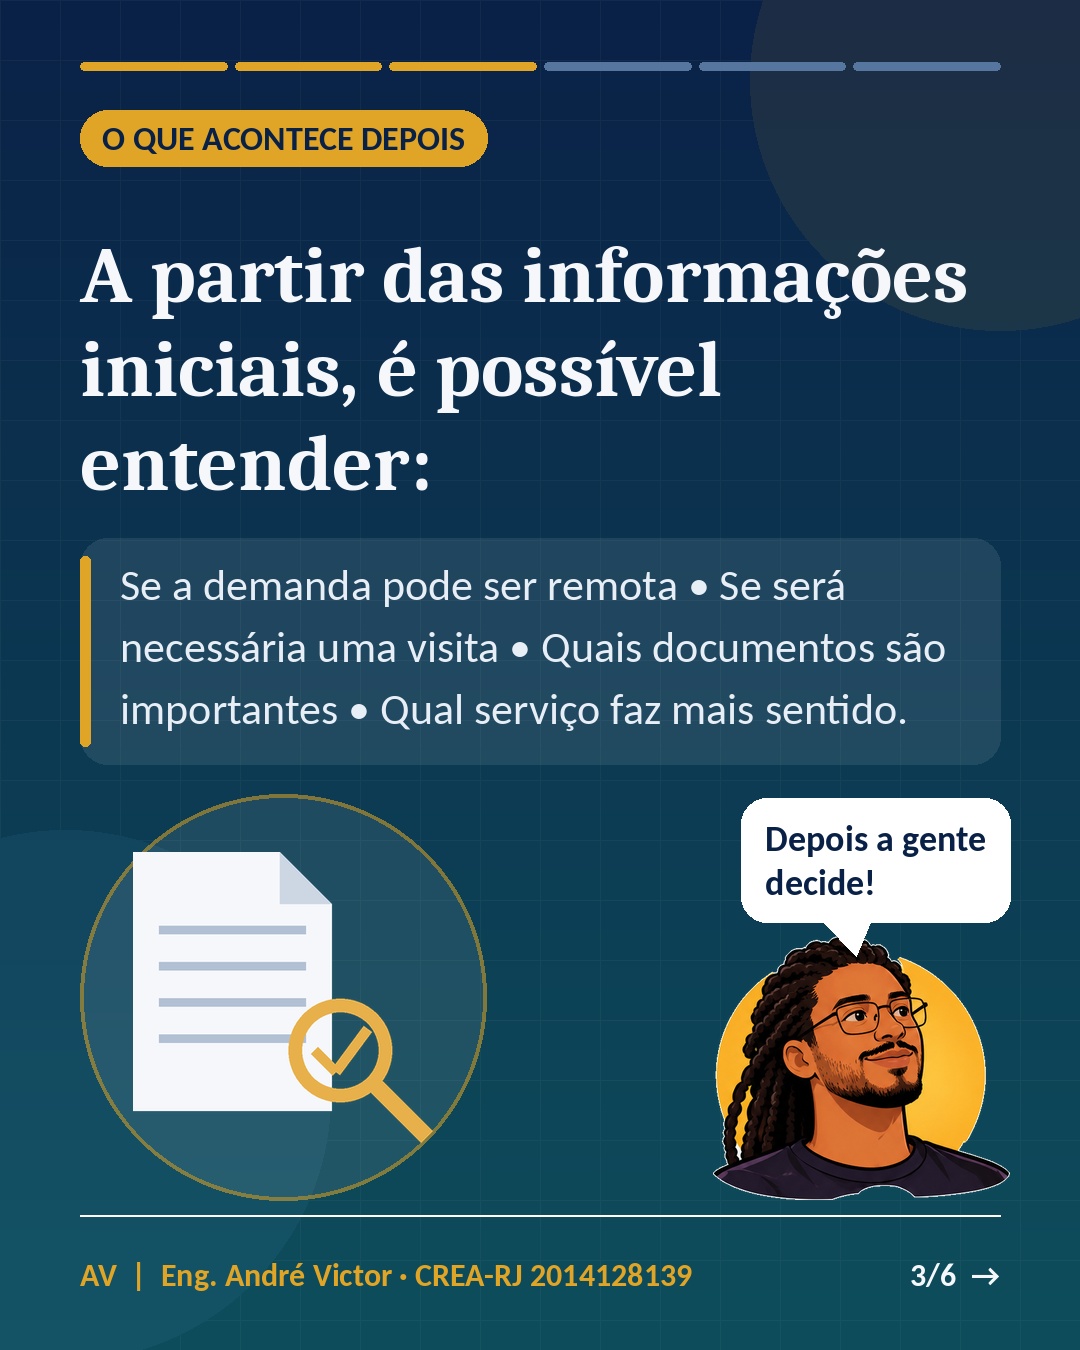 O QUE ACONTECE DEPOIS
A partir das informações
iniciais, é possível
entender:
Se a demanda pode ser remota • Se será
necessária uma visita • Quais documentos são
importantes • Qual serviço faz mais sentido.
Depois a gente
decide!
AV | Eng. André Victor · CREA-RJ 2014128139
3/6 →